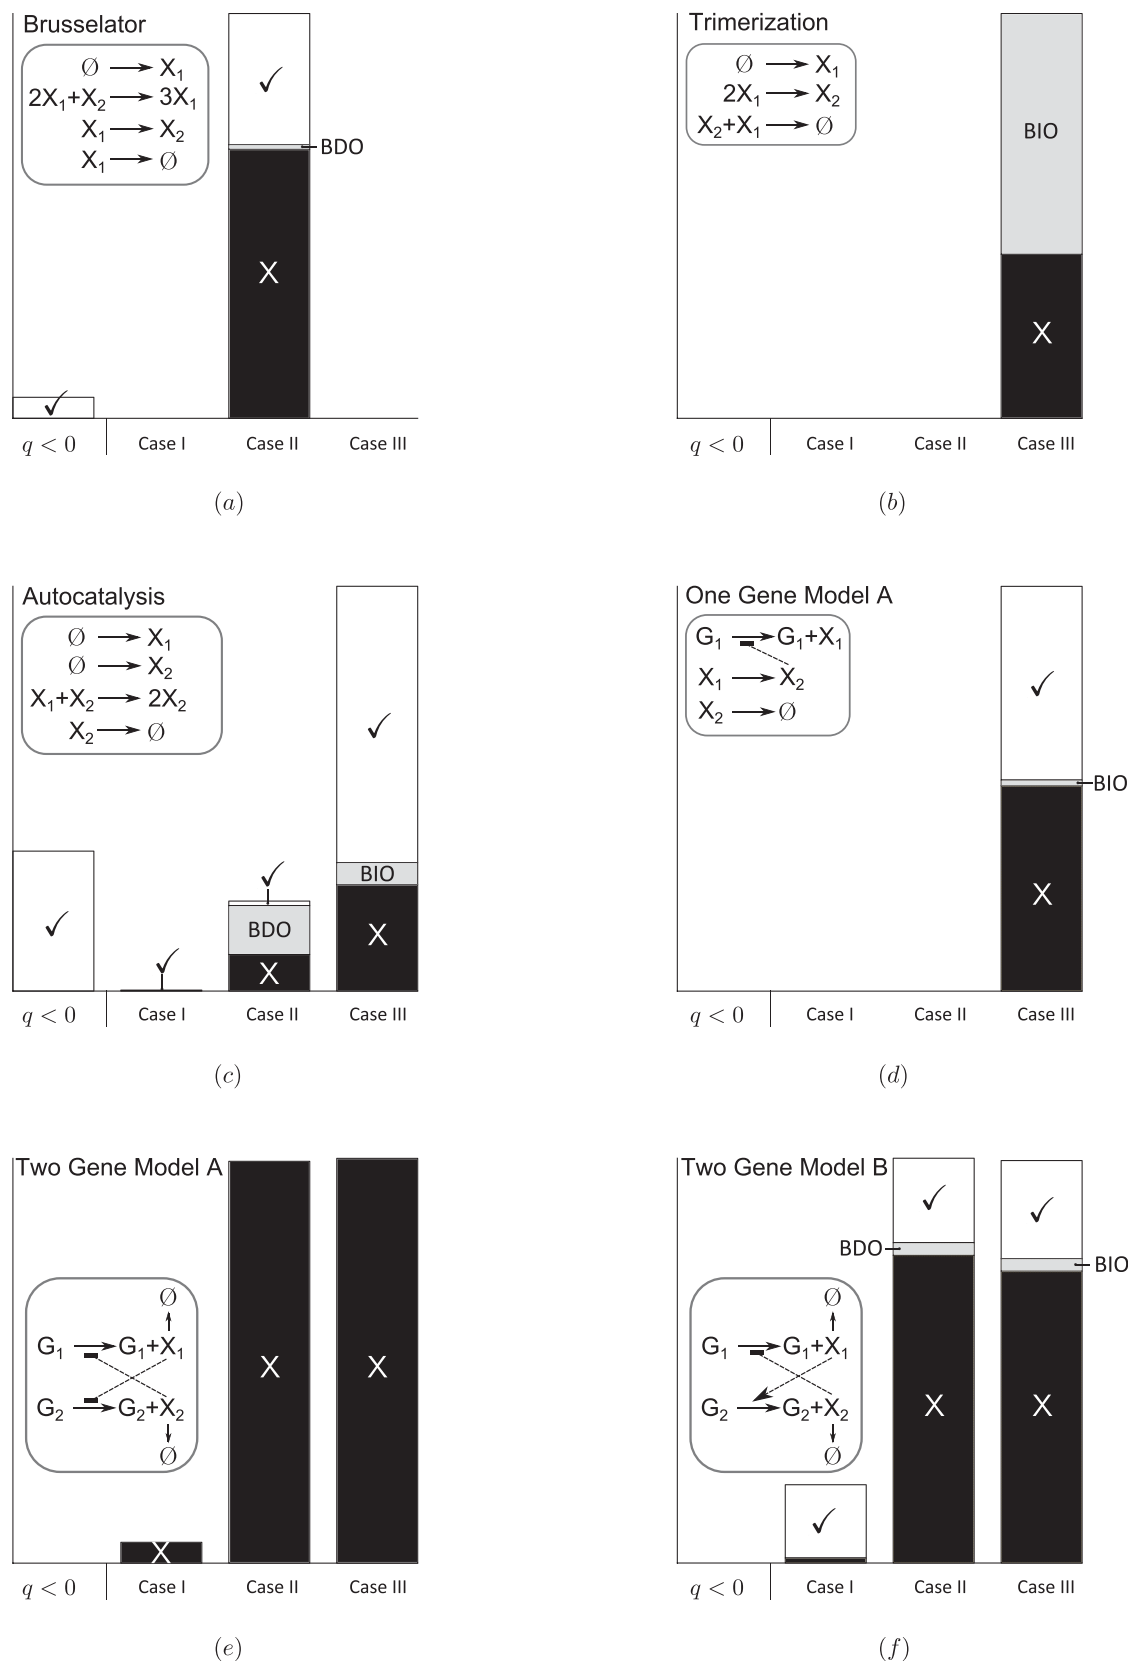 Brusselator
Ø → X₁
2X₁+X₂ → 3X₁
X₁ → X₂
X₁ → Ø
✓
BDO
X
✓
q < 0
Case I
Case II
Case III
(a)
Trimerization
Ø → X₁
2X₁ → X₂
X₂+X₁ → Ø
BIO
X
q < 0
Case I
Case II
Case III
(b)
Autocatalysis
Ø → X₁
Ø → X₂
X₁+X₂ → 2X₂
X₂ → Ø
✓
✓
✓
BDO
X
✓
BIO
X
q < 0
Case I
Case II
Case III
(c)
One Gene Model A
G₁ → G₁+X₁
X₁ → X₂
X₂ → Ø
✓
BIO
X
q < 0
Case I
Case II
Case III
(d)
Two Gene Model A
Ø
G₁ → G₁+X₁
G₂ → G₂+X₂
Ø
X
X
X
q < 0
Case I
Case II
Case III
(e)
Two Gene Model B
Ø
G₁ → G₁+X₁
G₂ → G₂+X₂
Ø
✓
✓
BDO
X
✓
BIO
X
q < 0
Case I
Case II
Case III
(f)